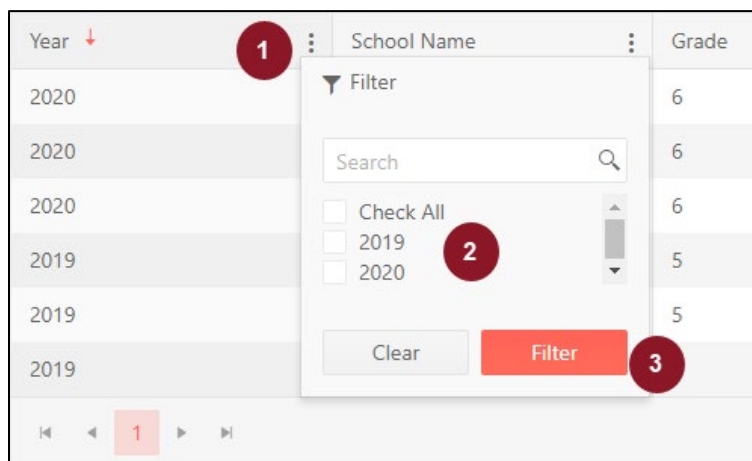 Year 1 School Name Grade
Filter
2020 6
Search
2020 6
Check All
2020 6
2019
2
2019 5
2020
2019 5
Clear Filter 3
2019
1